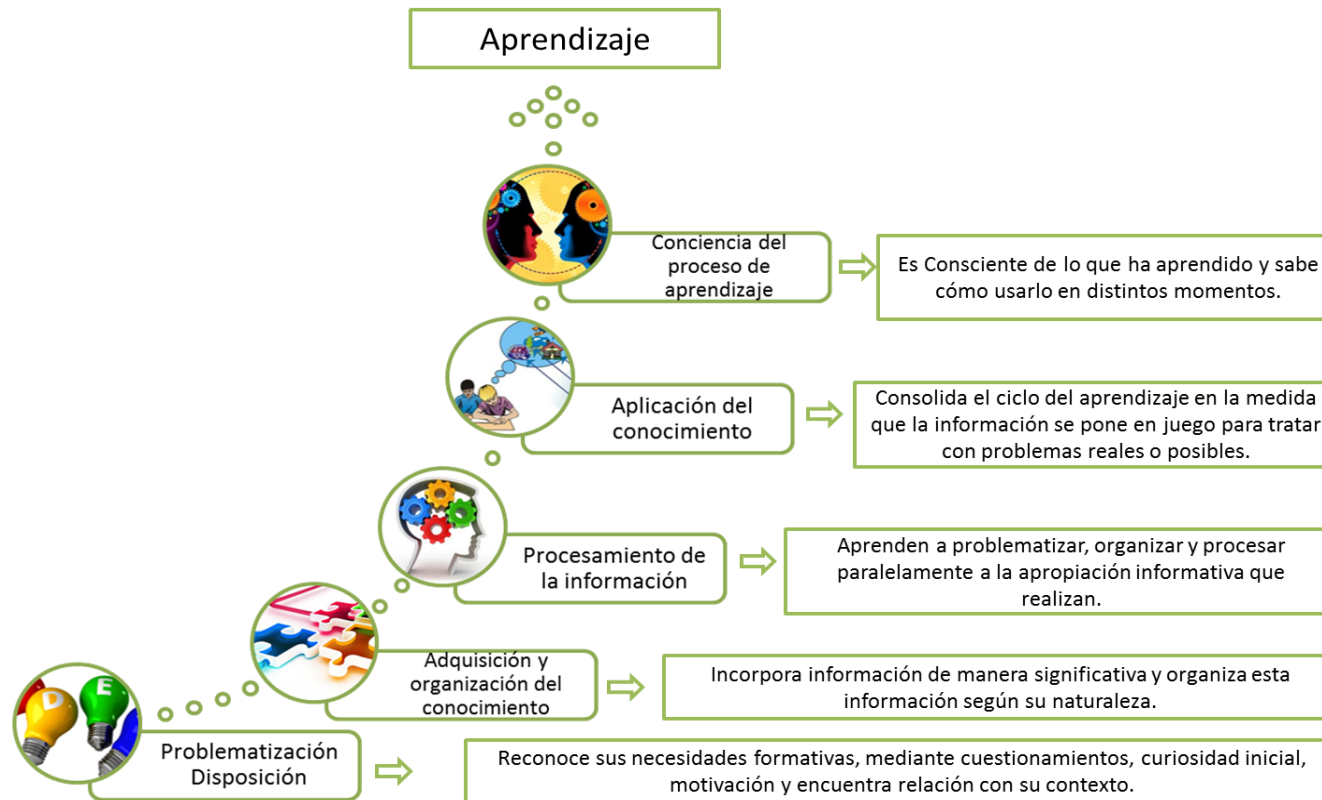 Aprendizaje
Conciencia del
proceso de
aprendizaje
Es Consciente de lo que ha aprendido y sabe
cómo usarlo en distintos momentos.
Aplicación del
conocimiento
Consolida el ciclo del aprendizaje en la medida
que la información se pone en juego para tratar
con problemas reales o posibles.
Procesamiento de
la información
Aprenden a problematizar, organizar y procesar
paralelamente a la apropiación informativa que
realizan.
Adquisición y
organización del
conocimiento
Incorpora información de manera significativa y organiza esta
información según su naturaleza.
D E
Problematización
Disposición
Reconoce sus necesidades formativas, mediante cuestionamientos, curiosidad inicial,
motivación y encuentra relación con su contexto.